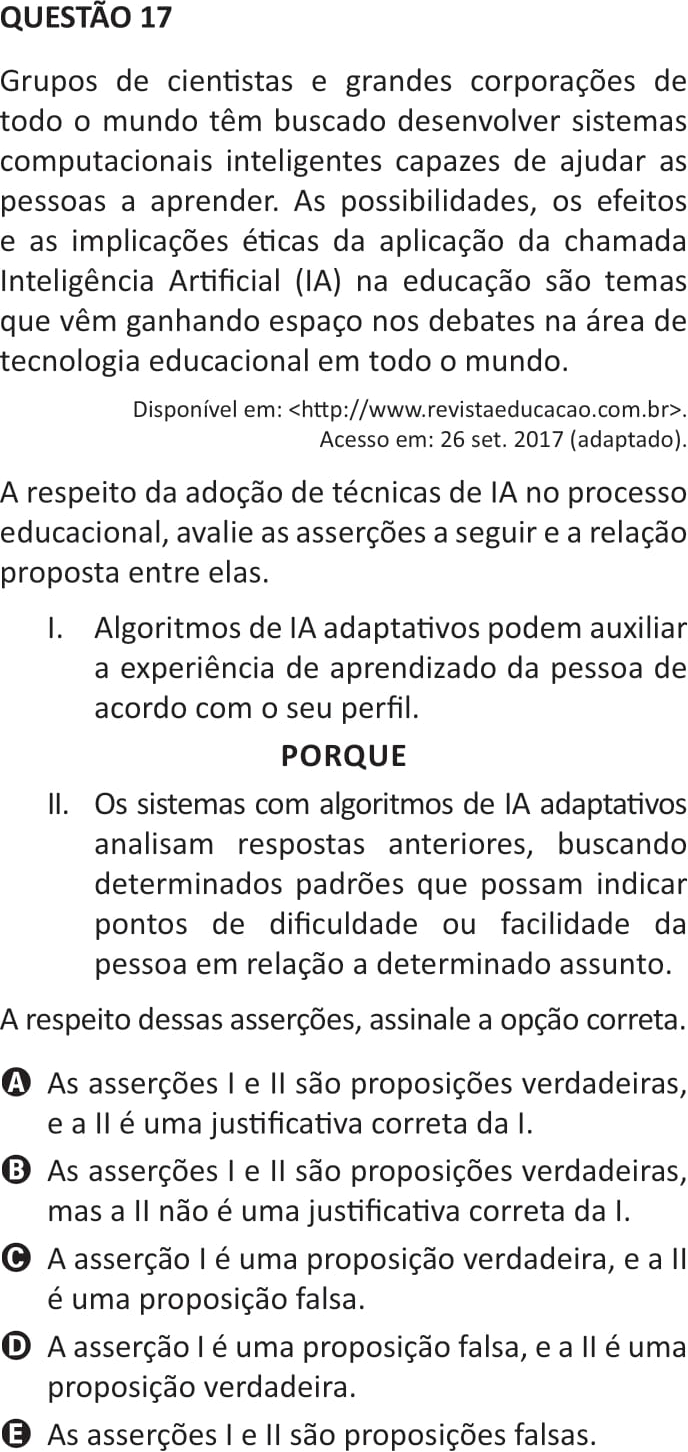 QUESTÃO 17
Grupos de cientistas e grandes corporações de
todo o mundo têm buscado desenvolver sistemas
computacionais inteligentes capazes de ajudar as
pessoas a aprender. As possibilidades, os efeitos
e as implicações éticas da aplicação da chamada
Inteligência Artificial (IA) na educação são temas
que vêm ganhando espaço nos debates na área de
tecnologia educacional em todo o mundo.
Disponível em: <http://www.revistaeducacao.com.br>.
Acesso em: 26 set. 2017 (adaptado).
A respeito da adoção de técnicas de IA no processo
educacional, avalie as asserções a seguir e a relação
proposta entre elas.
I. Algoritmos de IA adaptativos podem auxiliar
a experiência de aprendizado da pessoa de
acordo com o seu perfil.
PORQUE
II. Os sistemas com algoritmos de IA adaptativos
analisam respostas anteriores, buscando
determinados padrões que possam indicar
pontos de dificuldade ou facilidade da
pessoa em relação a determinado assunto.
A respeito dessas asserções, assinale a opção correta.
A As asserções I e II são proposições verdadeiras,
e a II é uma justificativa correta da I.
B As asserções I e II são proposições verdadeiras,
mas a II não é uma justificativa correta da I.
C A asserção I é uma proposição verdadeira, e a II
é uma proposição falsa.
D A asserção I é uma proposição falsa, e a II é uma
proposição verdadeira.
E As asserções I e II são proposições falsas.